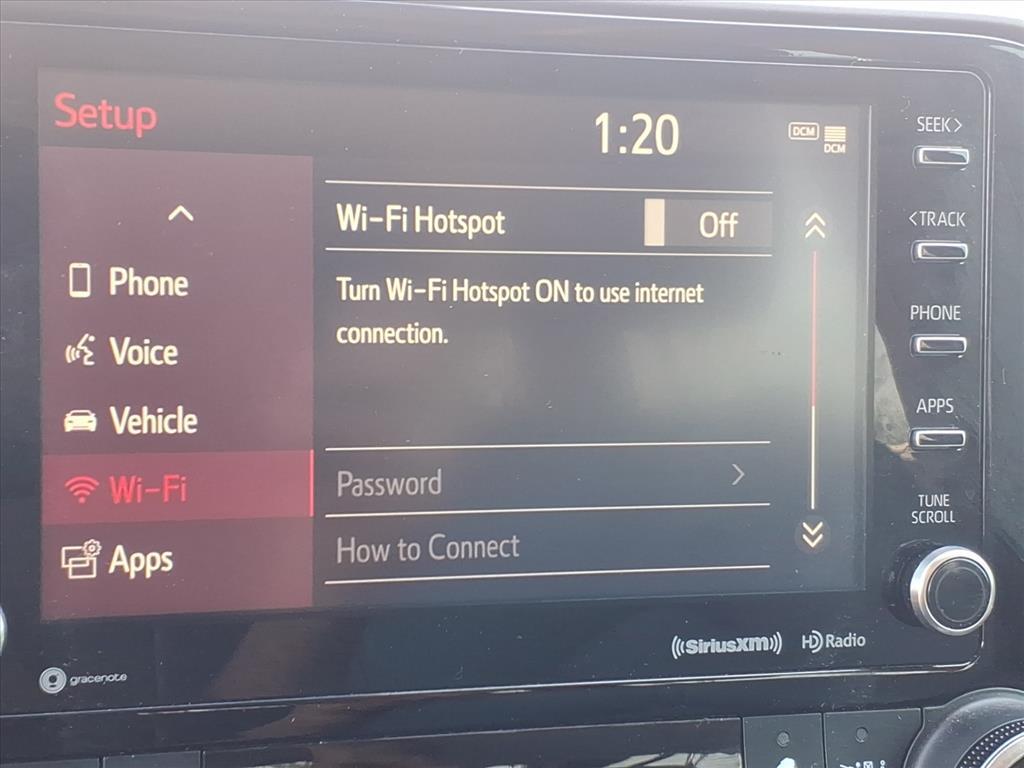 Setup
1:20
DCM
DCM
Phone
Voice
Vehicle
Wi-Fi
Apps
Wi-Fi Hotspot
Off
Turn Wi-Fi Hotspot ON to use internet
connection.
Password
How to Connect
SEEK>
<TRACK
PHONE
APPS
TUNE
SCROLL
gracenote
SiriusXM
HD Radio